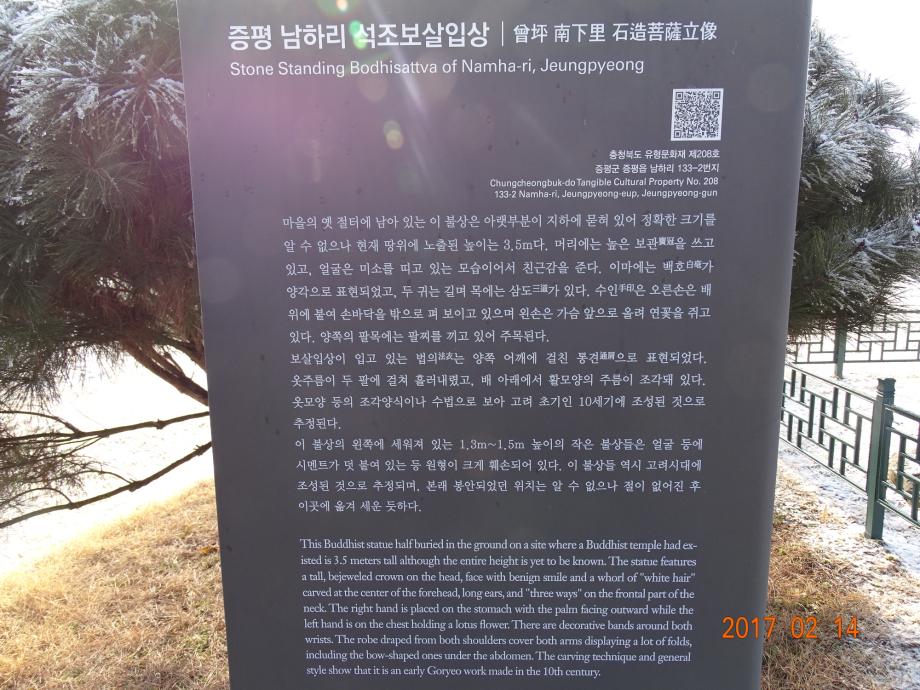 증평 남하리 석조보살입상 | 曾坪 南下里 石造菩薩立像
Stone Standing Bodhisattva of Namha-ri, Jeungpyeong
충청북도 유형문화재 제208호
증평군 증평읍 남하리 133-2번지
Chungcheongbuk-do Tangible Cultural Property No. 208
133-2 Namha-ri, Jeungpyeong-eup, Jeungpyeong-gun
마을의 옛 절터에 남아 있는 이 불상은 아랫부분이 지하에 묻혀 있어 정확한 크기를
알 수 없으나 현재 땅위에 노출된 높이는 3.5m다. 머리에는 높은 보관寶冠을 쓰고
있고, 얼굴은 미소를 띠고 있는 모습이어서 친근감을 준다. 이마에는 백호白毫가
양각으로 표현되었고, 두 귀는 길며 목에는 삼도三道가 있다. 수인手印은 오른손은 배
위에 붙여 손바닥을 밖으로 펴 보이고 있으며 왼손은 가슴 앞으로 올려 연꽃을 쥐고
있다. 양쪽의 팔목에는 팔찌를 끼고 있어 주목된다.
보살입상이 입고 있는 법의法衣는 양쪽 어깨에 걸친 통견通肩으로 표현되었다.
옷주름이 두 팔에 걸쳐 흘러내렸고, 배 아래에서 활모양의 주름이 조각돼 있다.
옷모양 등의 조각양식이나 수법으로 보아 고려 초기인 10세기에 조성된 것으로
추정된다.
이 불상의 왼쪽에 세워져 있는 1.3m~1.5m 높이의 작은 불상들은 얼굴 등에
시멘트가 덧 붙여 있는 등 원형이 크게 훼손되어 있다. 이 불상들 역시 고려시대에
조성된 것으로 추정되며, 본래 봉안되었던 위치는 알 수 없으나 절이 없어진 후
이곳에 옮겨 세운 듯하다.
This Buddhist statue half buried in the ground on a site where a Buddhist temple had ex-
isted is 3.5 meters tall although the entire height is yet to be known. The statue features
a tall, bejeweled crown on the head, face with benign smile and a whorl of "white hair"
carved at the center of the forehead, long ears, and "three ways" on the frontal part of the
neck. The right hand is placed on the stomach with the palm facing outward while the
left hand is on the chest holding a lotus flower. There are decorative bands around both
wrists. The robe draped from both shoulders cover both arms displaying a lot of folds,
including the bow-shaped ones under the abdomen. The carving technique and general
style show that it is an early Goryeo work made in the 10th century.
2017 02 14